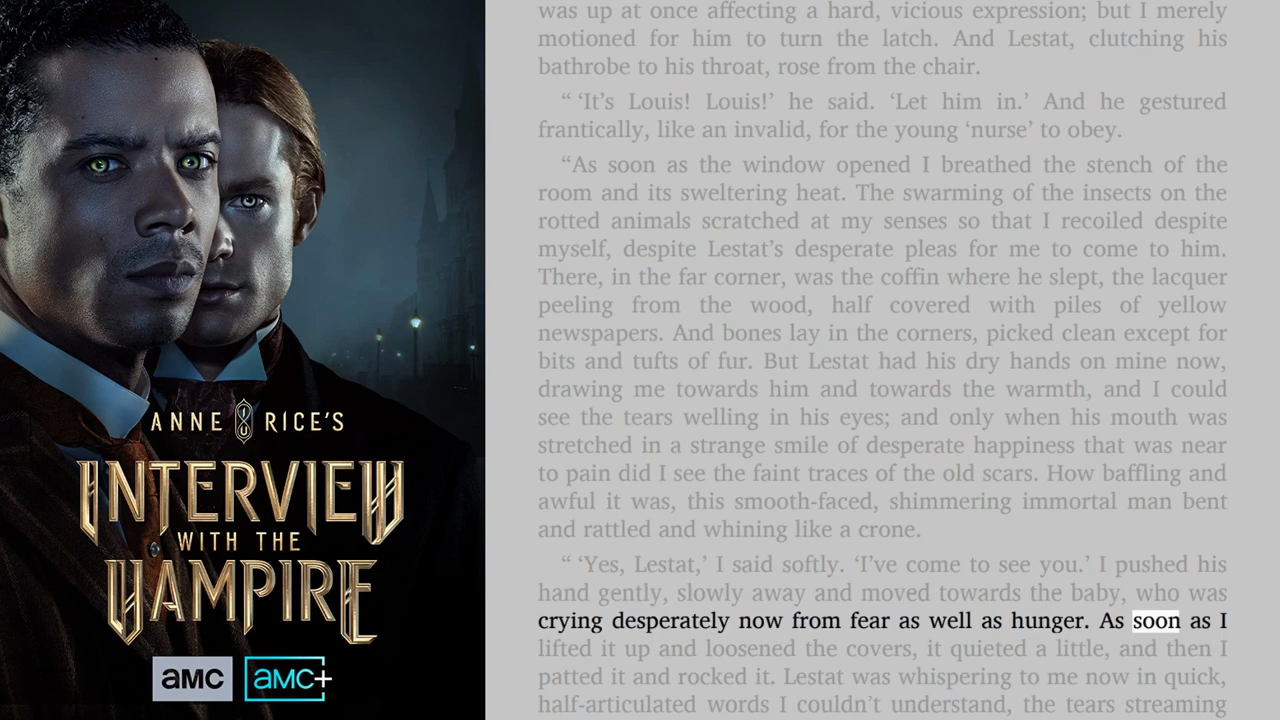 ANNE RICE'S
INTERVIEW
WITH THE
VAMPIRE
amc amc+
was up at once affecting a hard, vicious expression; but I merely
motioned for him to turn the latch. And Lestat, clutching his
bathrobe to his throat, rose from the chair.
“ ‘It’s Louis! Louis!’ he said. ‘Let him in.’ And he gestured
frantically, like an invalid, for the young ‘nurse’ to obey.
“As soon as the window opened I breathed the stench of the
room and its sweltering heat. The swarming of the insects on the
rotted animals scratched at my senses so that I recoiled despite
myself, despite Lestat’s desperate pleas for me to come to him.
There, in the far corner, was the coffin where he slept, the lacquer
peeling from the wood, half covered with piles of yellow
newspapers. And bones lay in the corners, picked clean except for
bits and tufts of fur. But Lestat had his dry hands on mine now,
drawing me towards him and towards the warmth, and I could
see the tears welling in his eyes; and only when his mouth was
stretched in a strange smile of desperate happiness that was near
to pain did I see the faint traces of the old scars. How baffling and
awful it was, this smooth-faced, shimmering immortal man bent
and rattled and whining like a crone.
“ ‘Yes, Lestat,’ I said softly. ‘I’ve come to see you.’ I pushed his
hand gently, slowly away and moved towards the baby, who was
crying desperately now from fear as well as hunger. As soon as I
lifted it up and loosened the covers, it quieted a little, and then I
patted it and rocked it. Lestat was whispering to me now in quick,
half-articulated words I couldn’t understand, the tears streaming